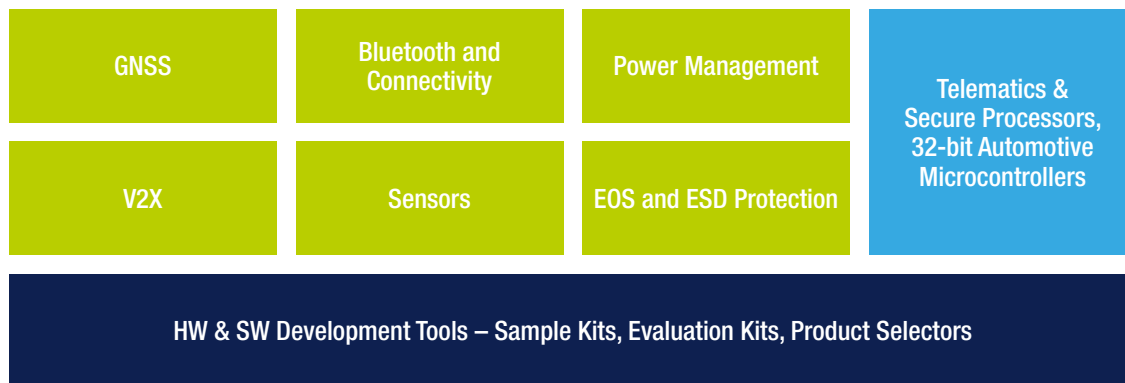 GNSS
Bluetooth and
Connectivity
Power Management
Telematics &
Secure Processors,
32-bit Automotive
Microcontrollers
V2X
Sensors
EOS and ESD Protection
HW & SW Development Tools – Sample Kits, Evaluation Kits, Product Selectors